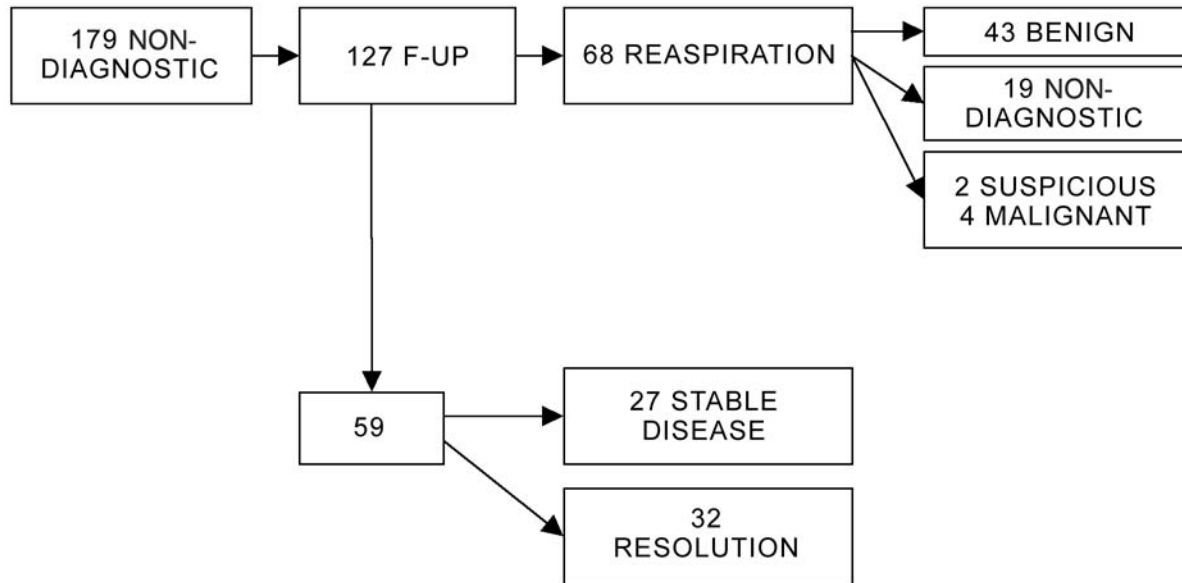 179 NON-
DIAGNOSTIC
127 F-UP
68 REASPIRATION
43 BENIGN
19 NON-
DIAGNOSTIC
2 SUSPICIOUS
4 MALIGNANT
59
27 STABLE
DISEASE
32
RESOLUTION